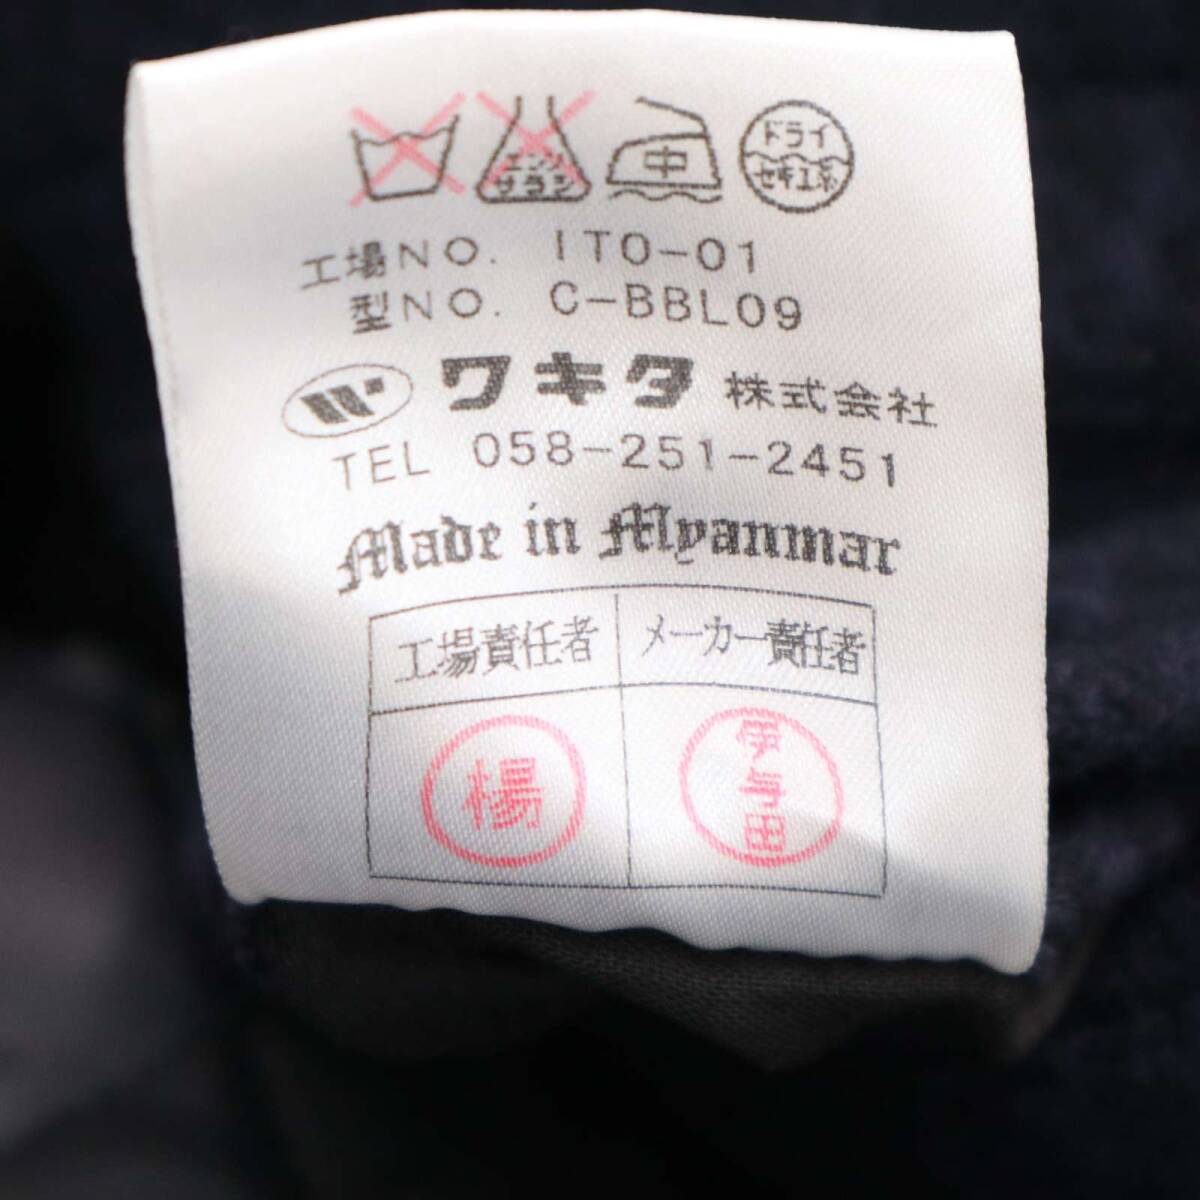 エンソ サラシ 中 ドライ セキユ系
工場NO. ITO-01
型NO. C-BBL09
W ワキタ 株式会社
TEL 058-251-2451
Made in Myanmar
工場責任者 メーカー責任者
楊 伊与田